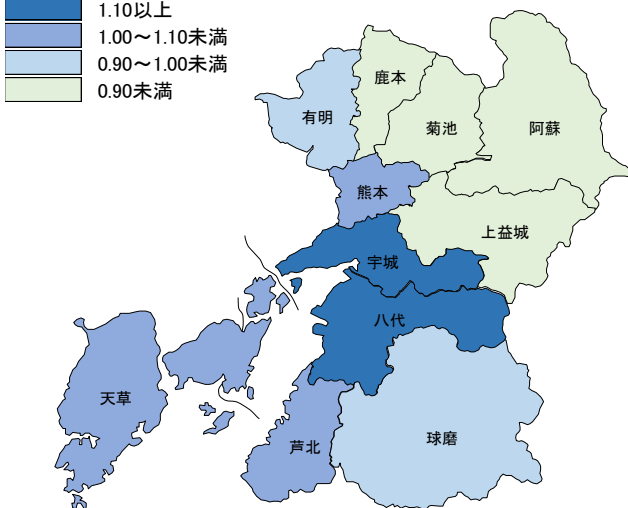 1.10以上
1.00～1.10未満
0.90～1.00未満
0.90未満
鹿本
有明
菊池
阿蘇
熊本
上益城
宇城
八代
天草
芦北
球磨